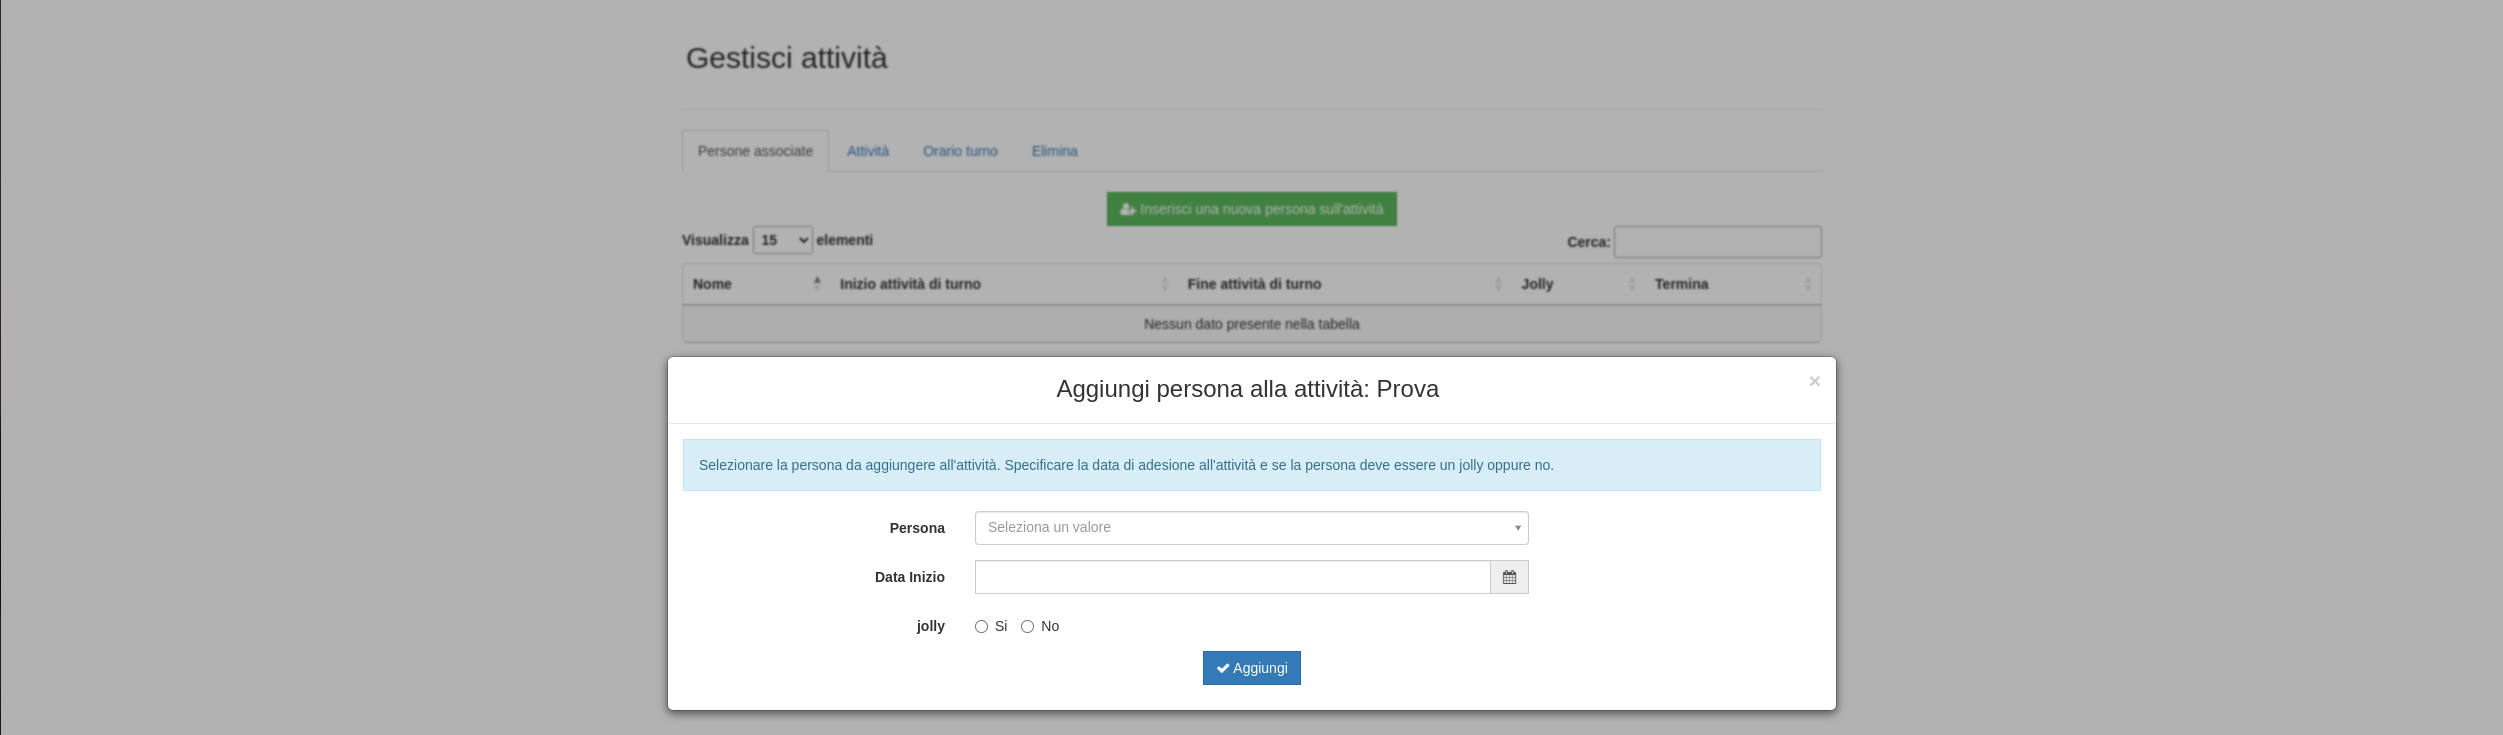 Gestisci attività
Persone associate Attività Orario turno Elimina
Inserisci una nuova persona sull'attività
Visualizza 15 elementi Cerca:
Nome Inizio attività di turno Fine attività di turno Jolly Termina
Nessun dato presente nella tabella
Aggiungi persona alla attività: Prova ×
Selezionare la persona da aggiungere all'attività. Specificare la data di adesione all'attività e se la persona deve essere un jolly oppure no.
Persona Seleziona un valore
Data Inizio
jolly Si No
Aggiungi